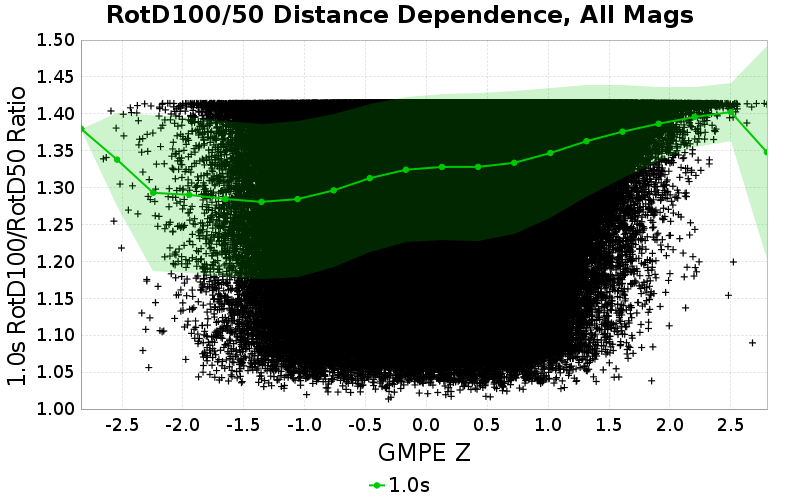 RotD100/50 Distance Dependence, All Mags
1.0s RotD100/RotD50 Ratio
1.50
1.45
1.40
1.35
1.30
1.25
1.20
1.15
1.10
1.05
1.00
-2.5 -2.0 -1.5 -1.0 -0.5 0.0 0.5 1.0 1.5 2.0 2.5
GMPE Z
1.0s